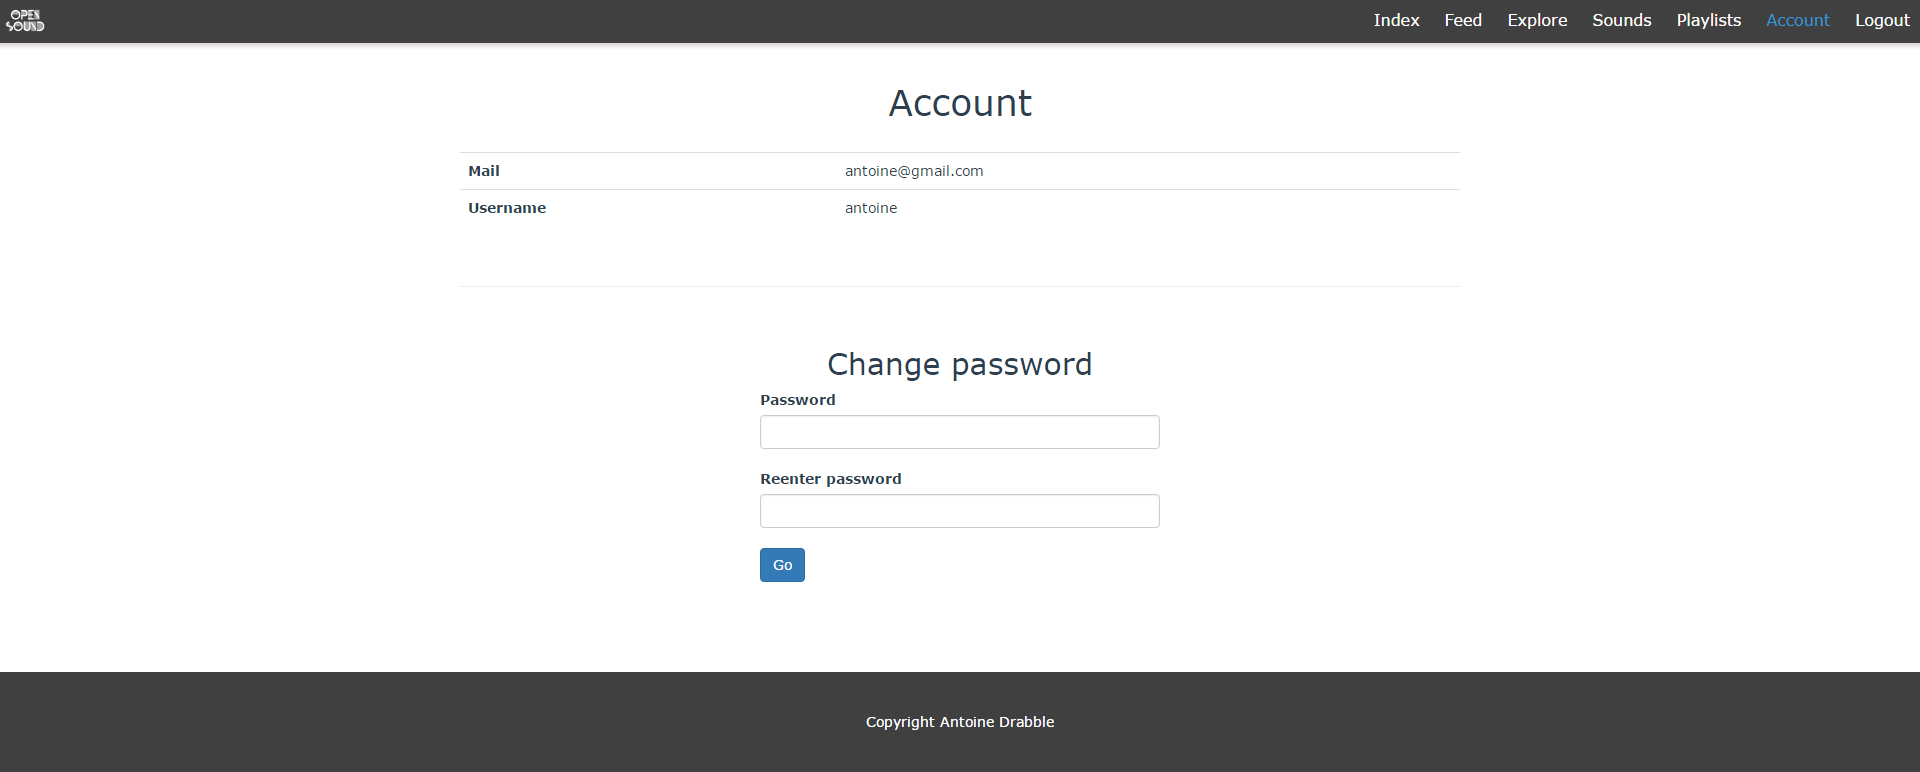 OPEN
SOUND
Index Feed Explore Sounds Playlists Account Logout
Account
Mail antoine@gmail.com
Username antoine
Change password
Password
Reenter password
Go
Copyright Antoine Drabble